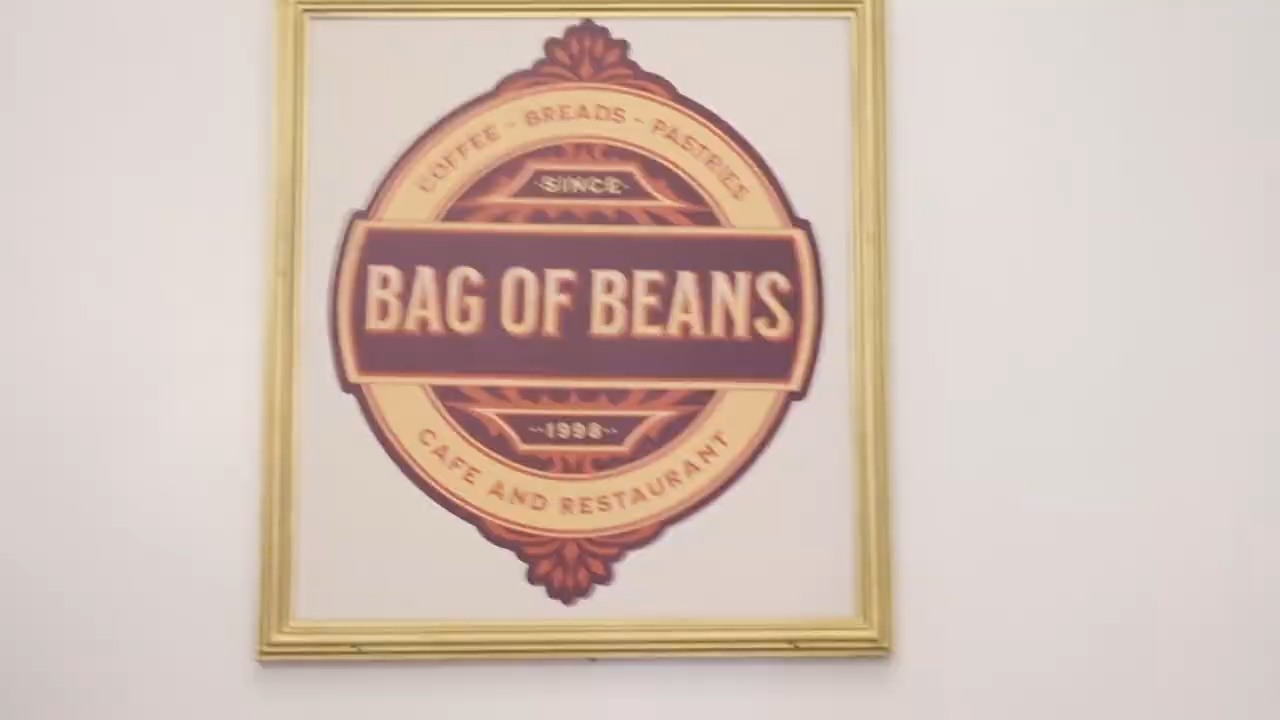 COFFEE - BREADS - PASTRIES
·SINCE·
BAG OF BEANS
~1998~
CAFE AND RESTAURANT